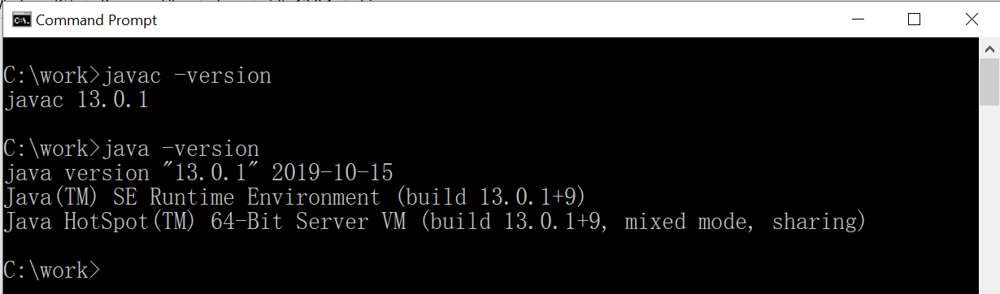 Command Prompt
C:\work>javac -version
javac 13.0.1
C:\work>java -version
java version "13.0.1" 2019-10-15
Java(TM) SE Runtime Environment (build 13.0.1+9)
Java HotSpot(TM) 64-Bit Server VM (build 13.0.1+9, mixed mode, sharing)
C:\work>